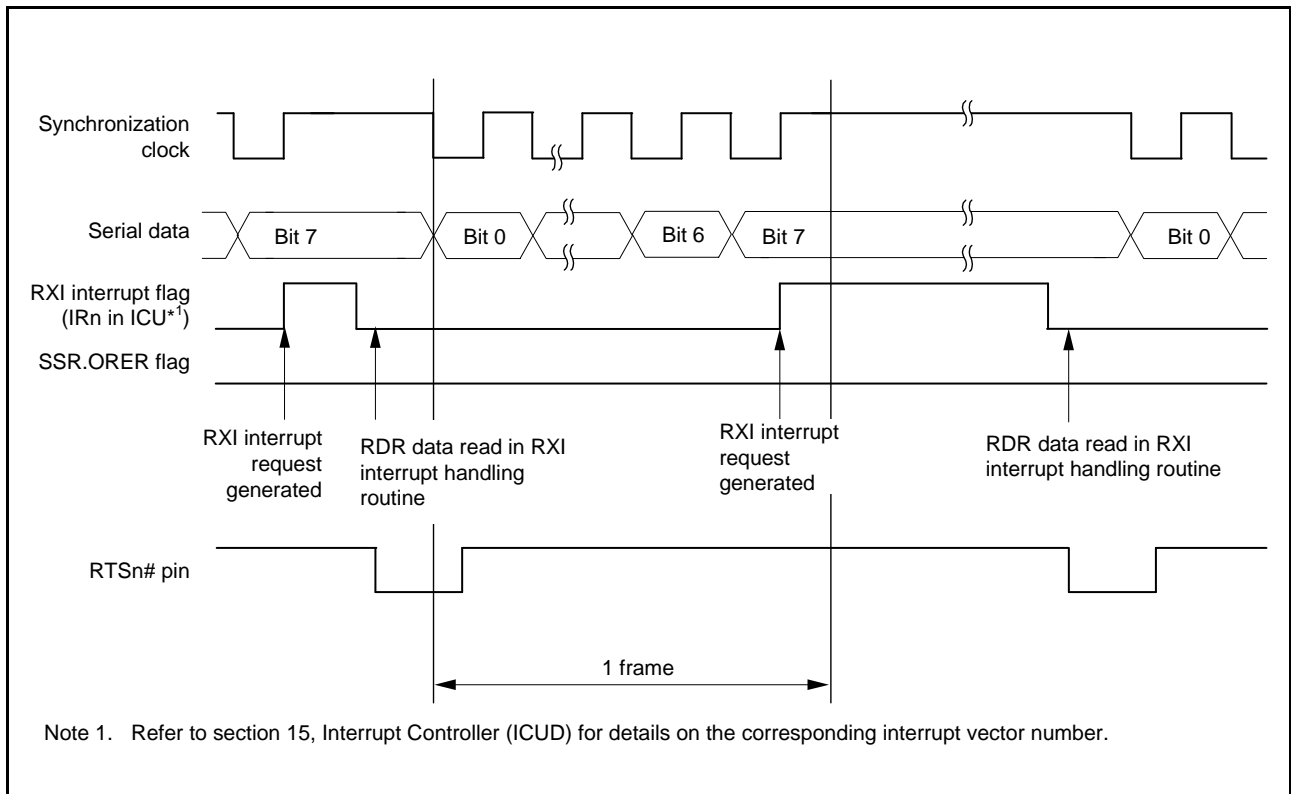 Synchronization
clock
Serial data
Bit 7
Bit 0
Bit 6
Bit 7
Bit 0
RXI interrupt flag
(IRn in ICU*1)
SSR.ORER flag
RXI interrupt
request
generated
RDR data read in RXI
interrupt handling
routine
RXI interrupt
request
generated
RDR data read in RXI
interrupt handling routine
RTSn# pin
1 frame
Note 1. Refer to section 15, Interrupt Controller (ICUD) for details on the corresponding interrupt vector number.